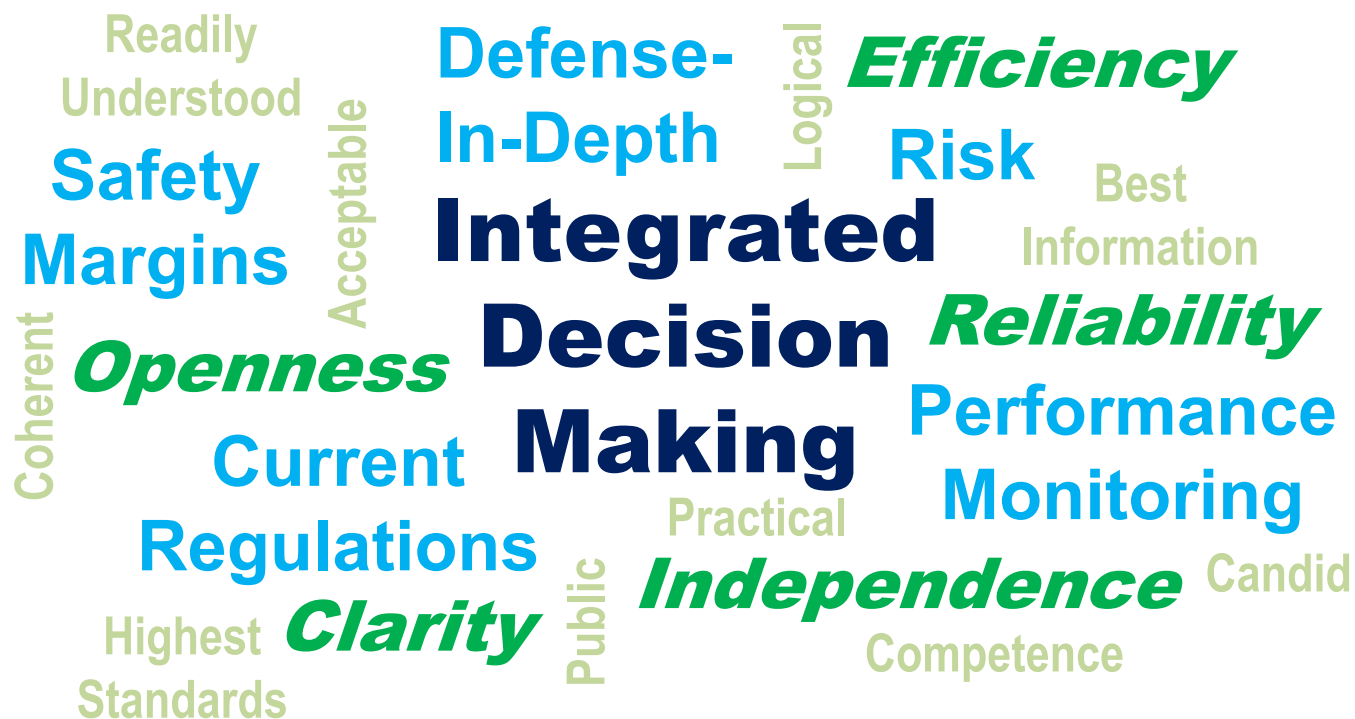 Readily
Understood
Defense-
In-Depth
Logical
Efficiency
Safety
Margins
Acceptable
Risk
Best
Information
Integrated
Decision
Making
Reliability
Coherent
Openness
Performance
Monitoring
Current
Regulations
Practical
Independence
Candid
Clarity
Public
Highest
Standards
Competence